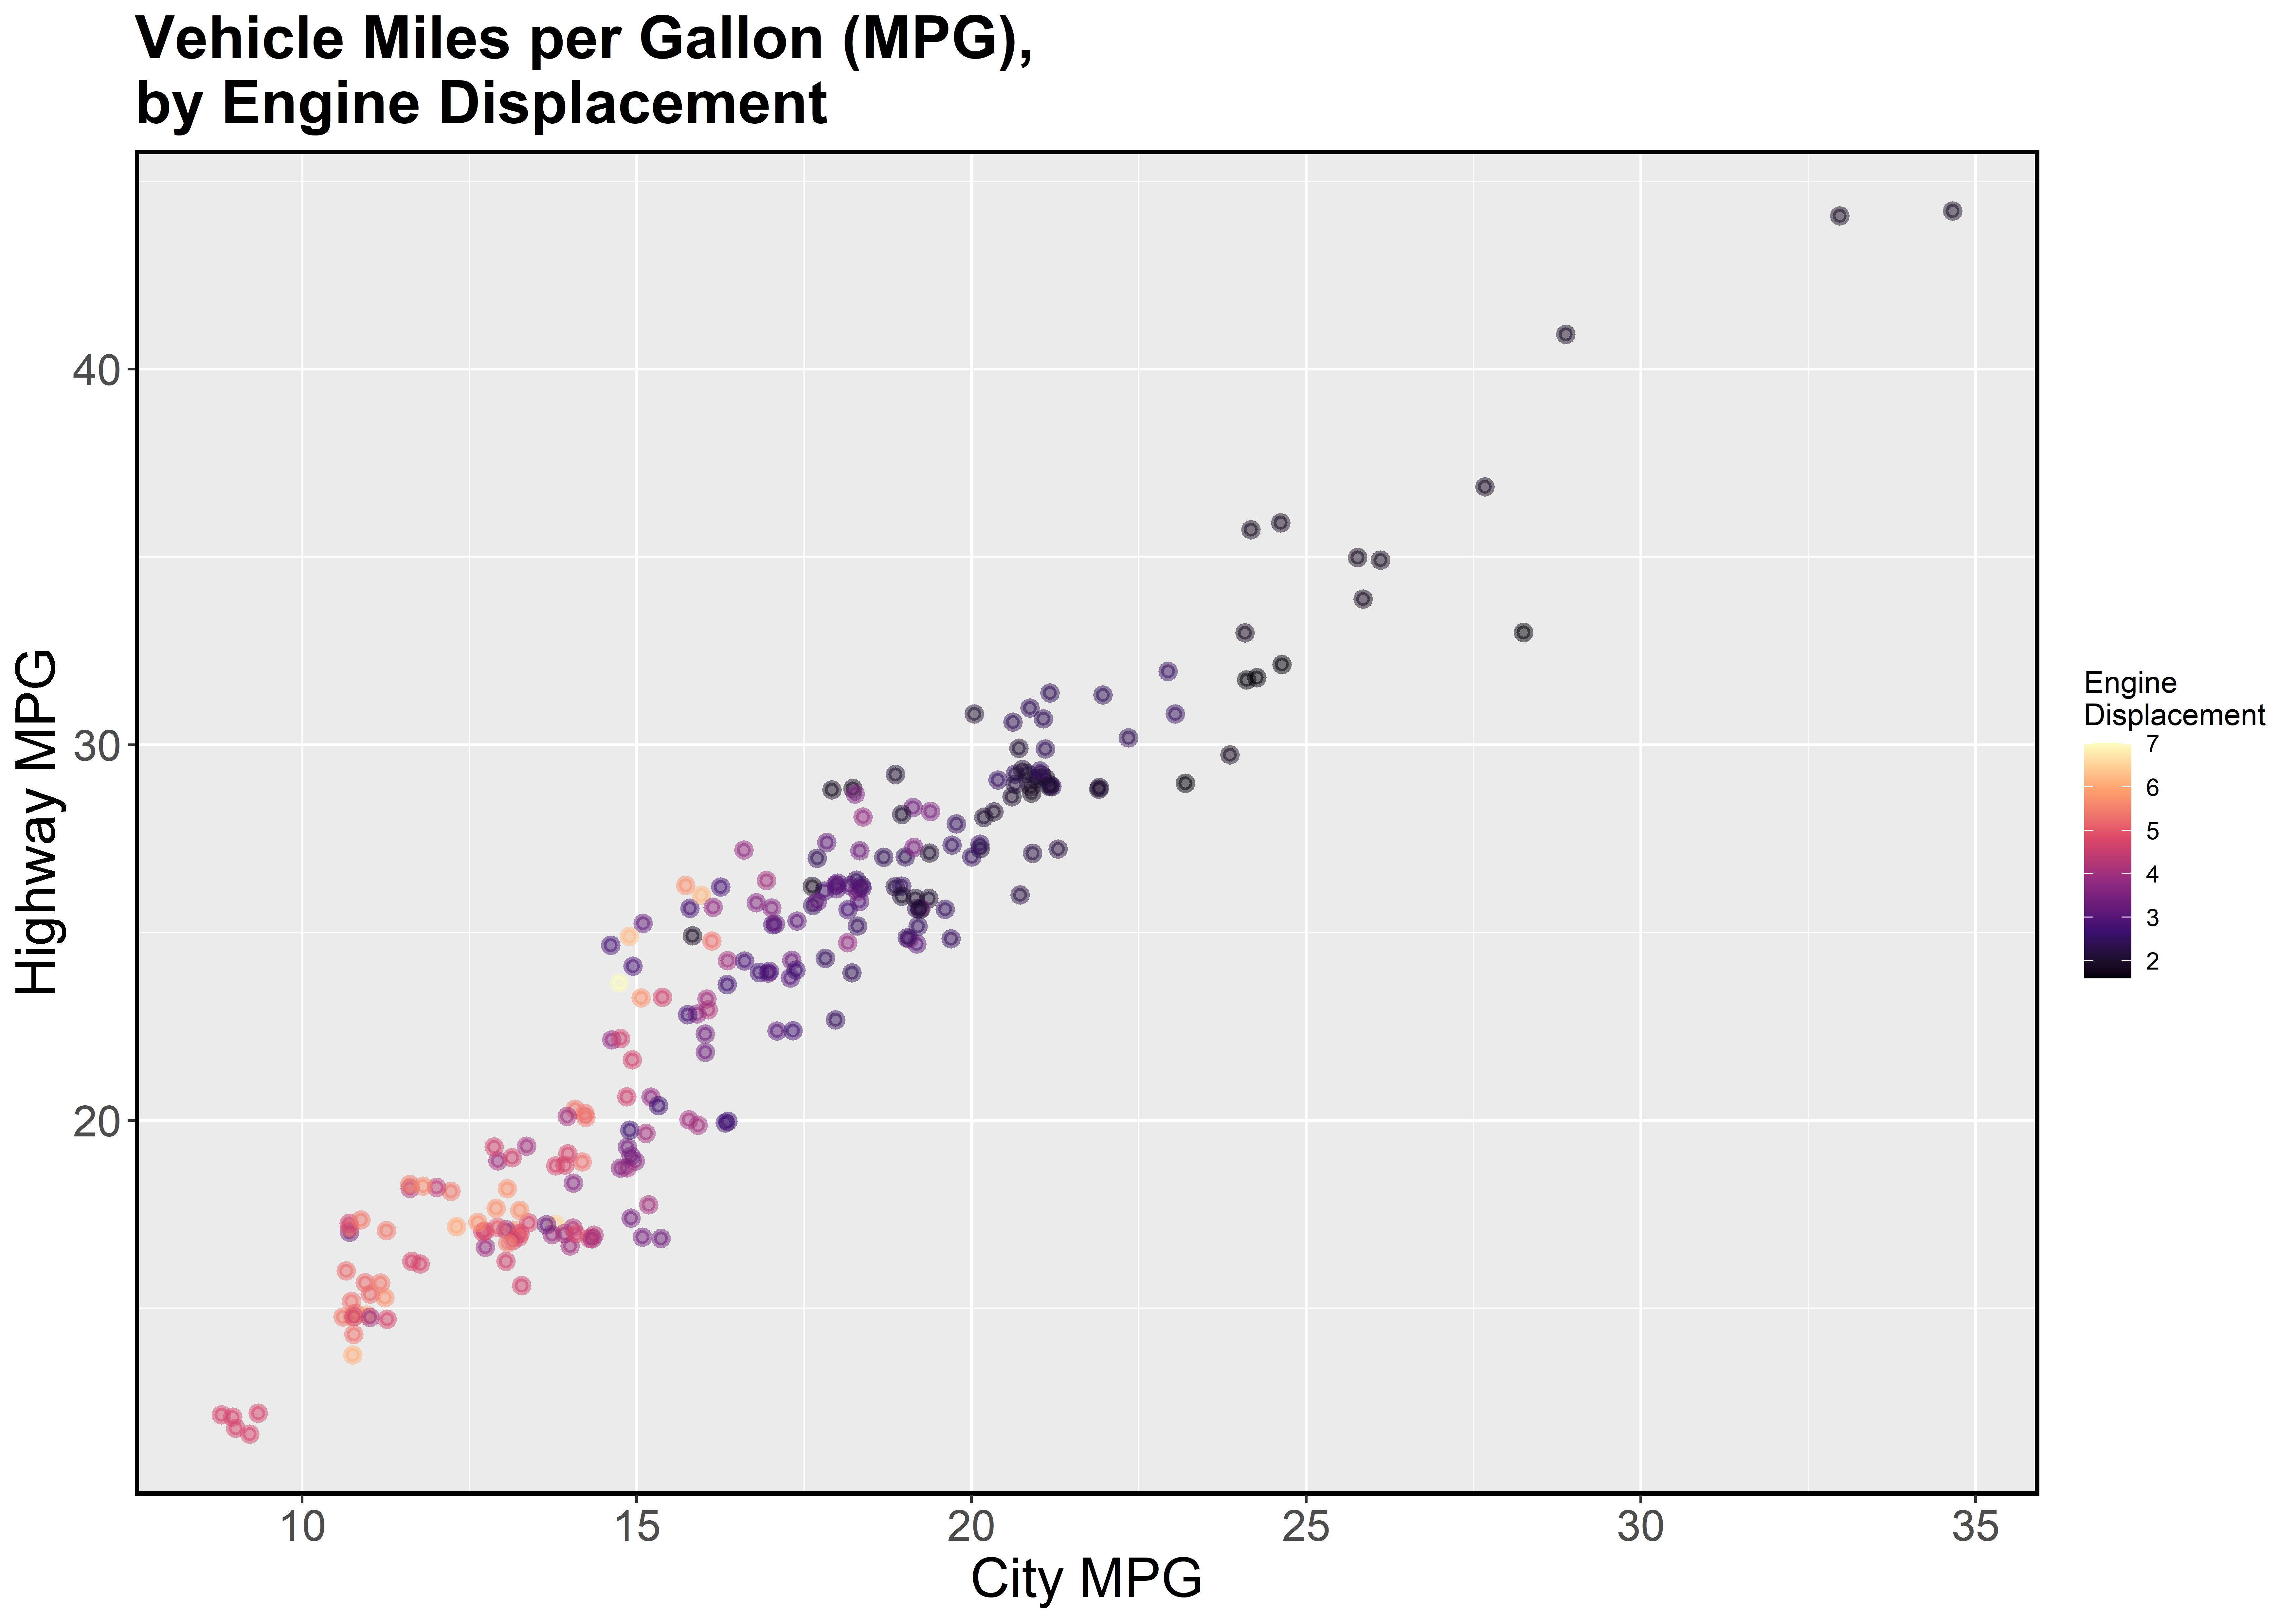 Vehicle Miles per Gallon (MPG),
by Engine Displacement
Highway MPG
40
30
20
10
15
20
25
30
35
City MPG
Engine
Displacement
7
6
5
4
3
2